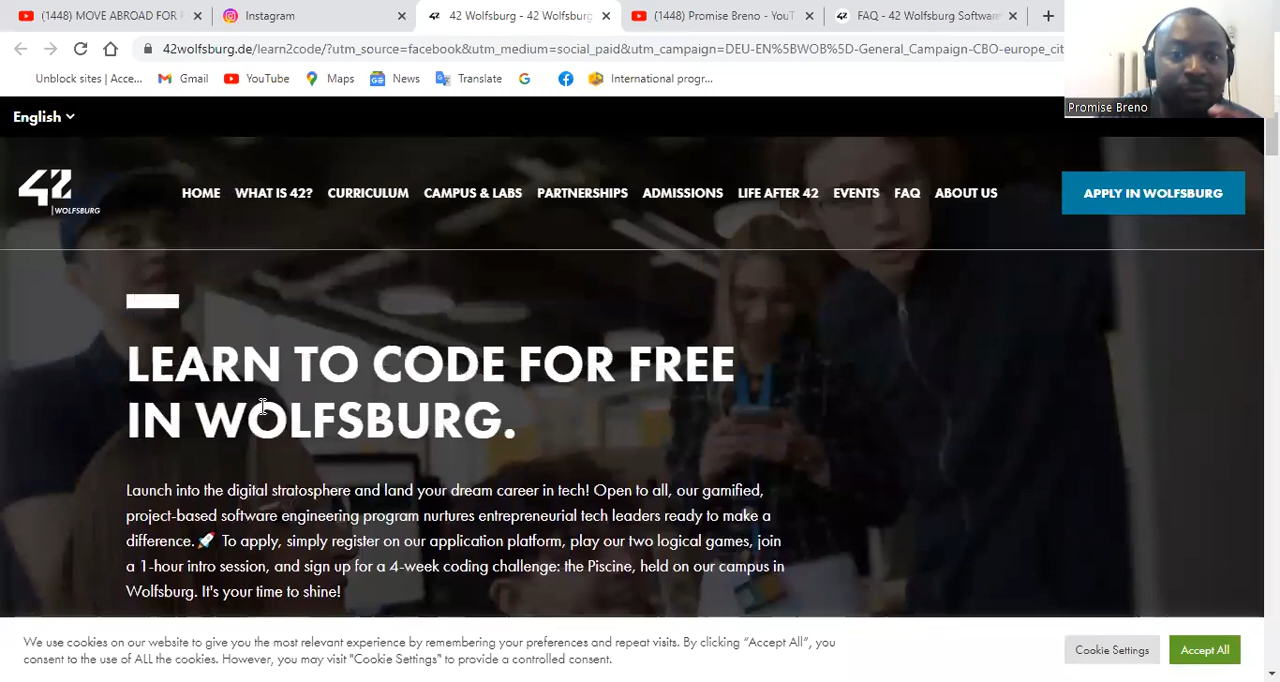 (1448) MOVE ABROAD FOR
Instagram
42 Wolfsburg - 42 Wolfsburg
(1448) Promise Breno - YouT
FAQ - 42 Wolfsburg Software
42wolfsburg.de/learn2code/?utm_source=facebook&utm_medium=social_paid&utm_campaign=DEU-EN%5BWOB%5D-General_Campaign-CBO-europe_cit
Unblock sites | Acce...
Gmail
YouTube
Maps
News
Translate
International progr...
Promise Breno
English
42
WOLFSBURG
HOME
WHAT IS 42?
CURRICULUM
CAMPUS & LABS
PARTNERSHIPS
ADMISSIONS
LIFE AFTER 42
EVENTS
FAQ
ABOUT US
APPLY IN WOLFSBURG
LEARN TO CODE FOR FREE
IN WOLFSBURG.
Launch into the digital stratosphere and land your dream career in tech! Open to all, our gamified,
project-based software engineering program nurtures entrepreneurial tech leaders ready to make a
difference. 🚀 To apply, simply register on our application platform, play our two logical games, join
a 1-hour intro session, and sign up for a 4-week coding challenge: the Piscine, held on our campus in
Wolfsburg. It's your time to shine!
We use cookies on our website to give you the most relevant experience by remembering your preferences and repeat visits. By clicking “Accept All”, you
consent to the use of ALL the cookies. However, you may visit "Cookie Settings" to provide a controlled consent.
Cookie Settings
Accept All